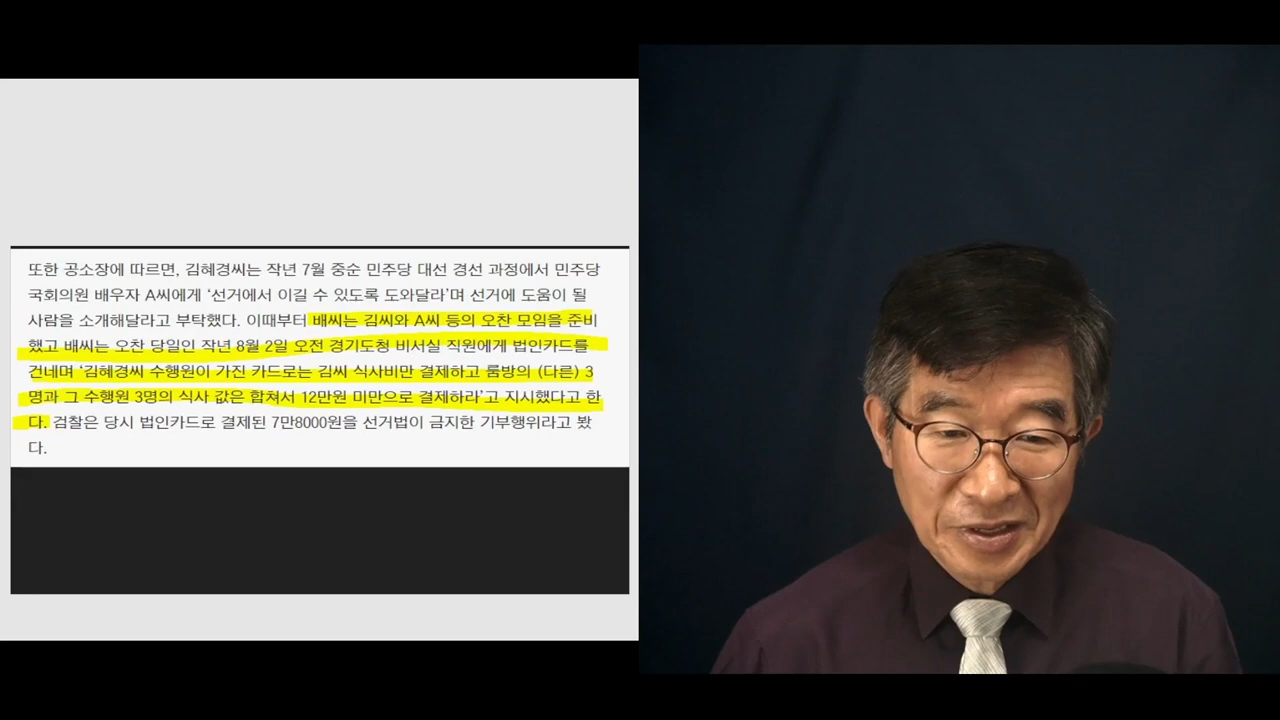 또한 공소장에 따르면, 김혜경씨는 작년 7월 중순 민주당 대선 경선 과정에서 민주당
국회의원 배우자 A씨에게 ‘선거에서 이길 수 있도록 도와달라’며 선거에 도움이 될
사람을 소개해달라고 부탁했다. 이때부터 배씨는 김씨와 A씨 등의 오찬 모임을 준비
했고 배씨는 오찬 당일인 작년 8월 2일 오전 경기도청 비서실 직원에게 법인카드를
건네며 ‘김혜경씨 수행원이 가진 카드로는 김씨 식사비만 결제하고 룸방의 (다른) 3
명과 그 수행원 3명의 식사 값은 합쳐서 12만원 미만으로 결제하라’고 지시했다고 한
다. 검찰은 당시 법인카드로 결제된 7만8000원을 선거법이 금지한 기부행위라고 봤
다.